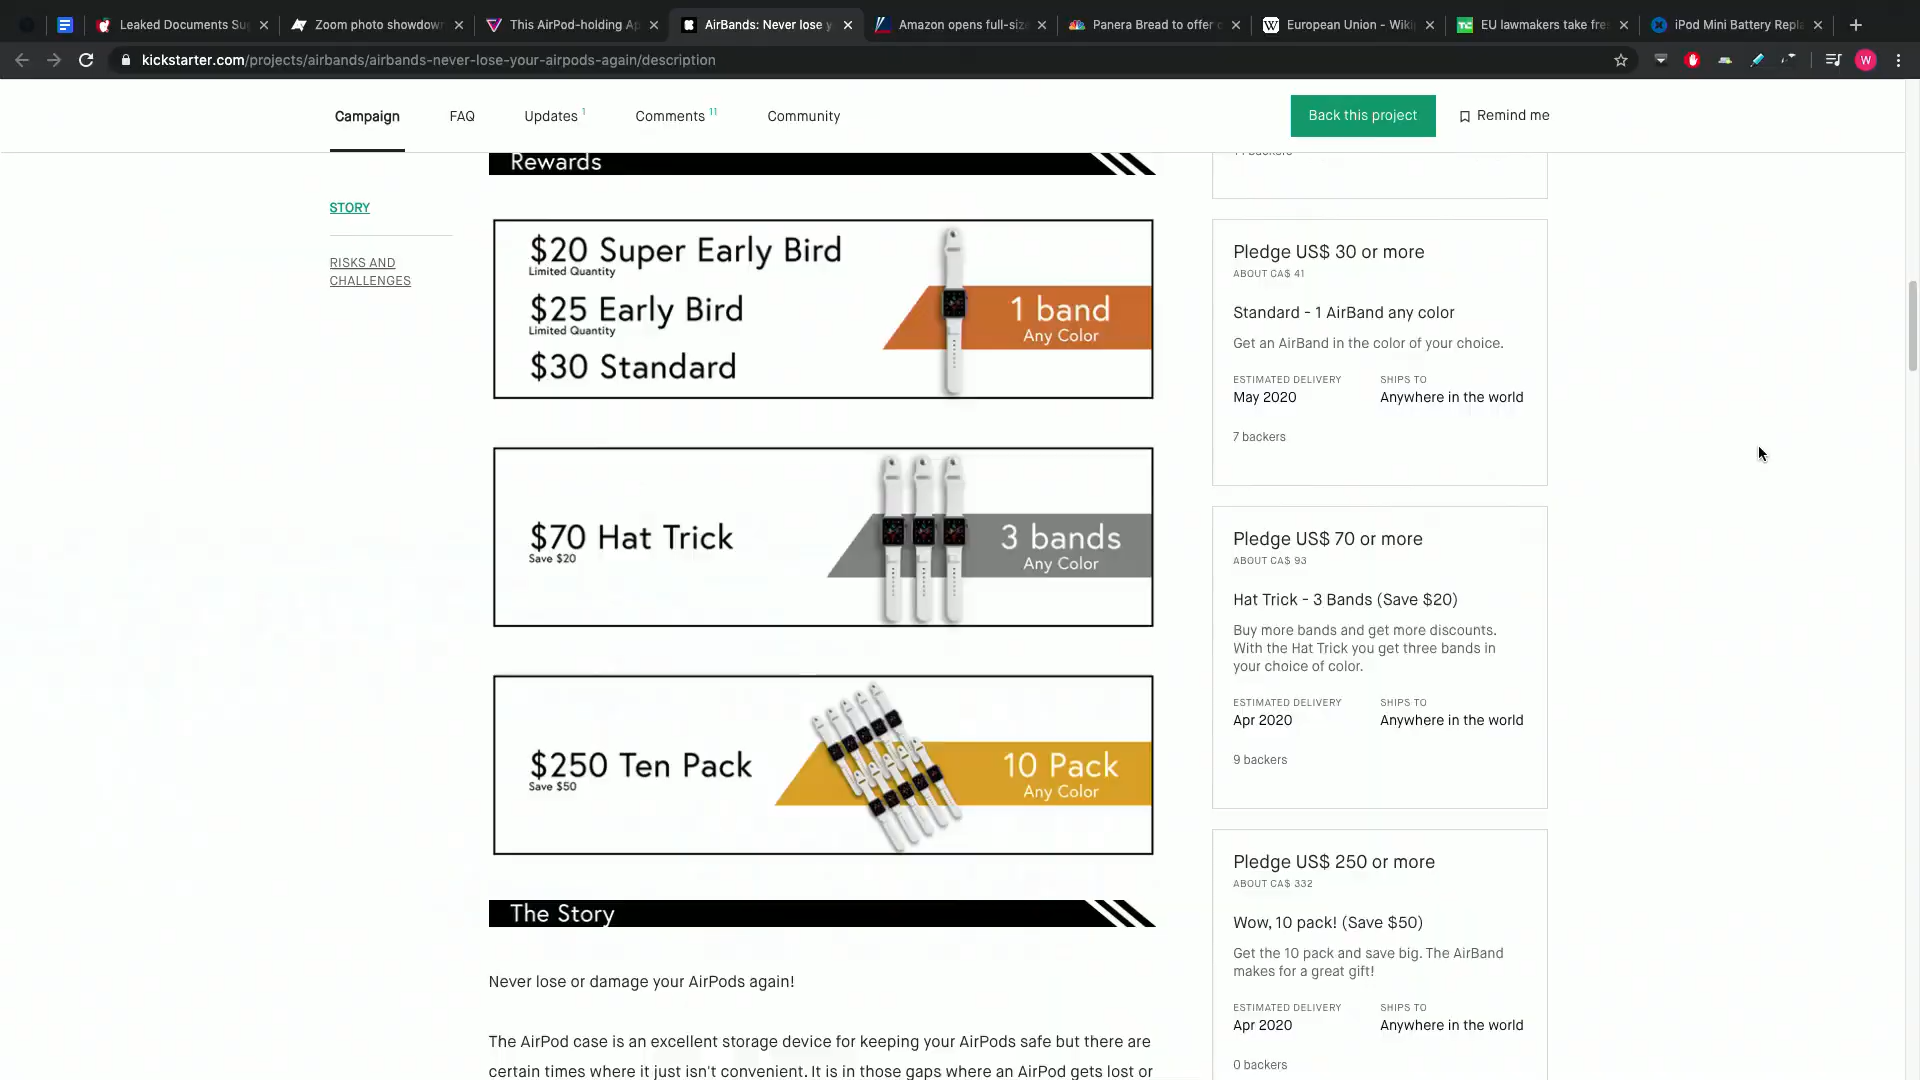 Leaked Documents Su
Zoom photo showdown
This AirPod-holding Ap
AirBands: Never lose y
Amazon opens full-size
Panera Bread to offer c
European Union - Wiki
EU lawmakers take fre
iPod Mini Battery Repla
kickstarter.com/projects/airbands/airbands-never-lose-your-airpods-again/description
W
Campaign
FAQ
Updates 1
Comments 11
Community
Back this project
Remind me
STORY
RISKS AND
CHALLENGES
Rewards
$20 Super Early Bird
Limited Quantity
$25 Early Bird
Limited Quantity
$30 Standard
1 band
Any Color
$70 Hat Trick
Save $20
3 bands
Any Color
$250 Ten Pack
Save $50
10 Pack
Any Color
The Story
Never lose or damage your AirPods again!
The AirPod case is an excellent storage device for keeping your AirPods safe but there are
certain times where it just isn't convenient. It is in those gaps where an AirPod gets lost or
backers
Pledge US$ 30 or more
ABOUT CA$ 41
Standard - 1 AirBand any color
Get an AirBand in the color of your choice.
ESTIMATED DELIVERY
May 2020
SHIPS TO
Anywhere in the world
7 backers
Pledge US$ 70 or more
ABOUT CA$ 93
Hat Trick - 3 Bands (Save $20)
Buy more bands and get more discounts.
With the Hat Trick you get three bands in
your choice of color.
ESTIMATED DELIVERY
Apr 2020
SHIPS TO
Anywhere in the world
9 backers
Pledge US$ 250 or more
ABOUT CA$ 332
Wow, 10 pack! (Save $50)
Get the 10 pack and save big. The AirBand
makes for a great gift!
ESTIMATED DELIVERY
Apr 2020
SHIPS TO
Anywhere in the world
0 backers